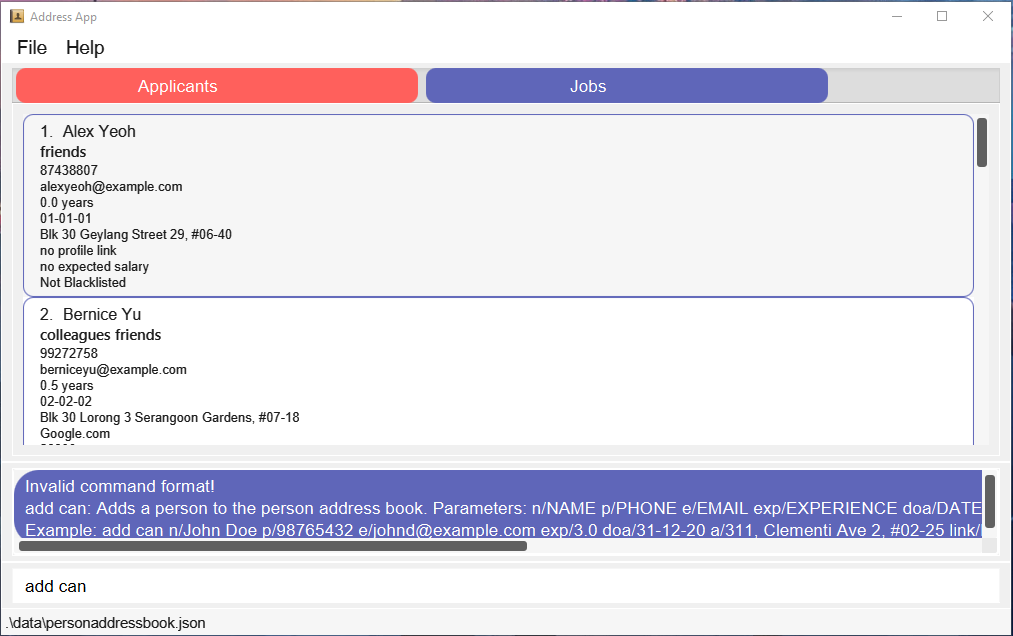 Address App
File Help
Applicants Jobs
1. Alex Yeoh
friends
87438807
alexyeoh@example.com
0.0 years
01-01-01
Blk 30 Geylang Street 29, #06-40
no profile link
no expected salary
Not Blacklisted
2. Bernice Yu
colleagues friends
99272758
berniceyu@example.com
0.5 years
02-02-02
Blk 30 Lorong 3 Serangoon Gardens, #07-18
Google.com
Invalid command format!
add can: Adds a person to the person address book. Parameters: n/NAME p/PHONE e/EMAIL exp/EXPERIENCE doa/DATE
Example: add can n/John Doe p/98765432 e/johnd@example.com exp/3.0 doa/31-12-20 a/311, Clementi Ave 2, #02-25 link/
add can
.\data\personaddressbook.json